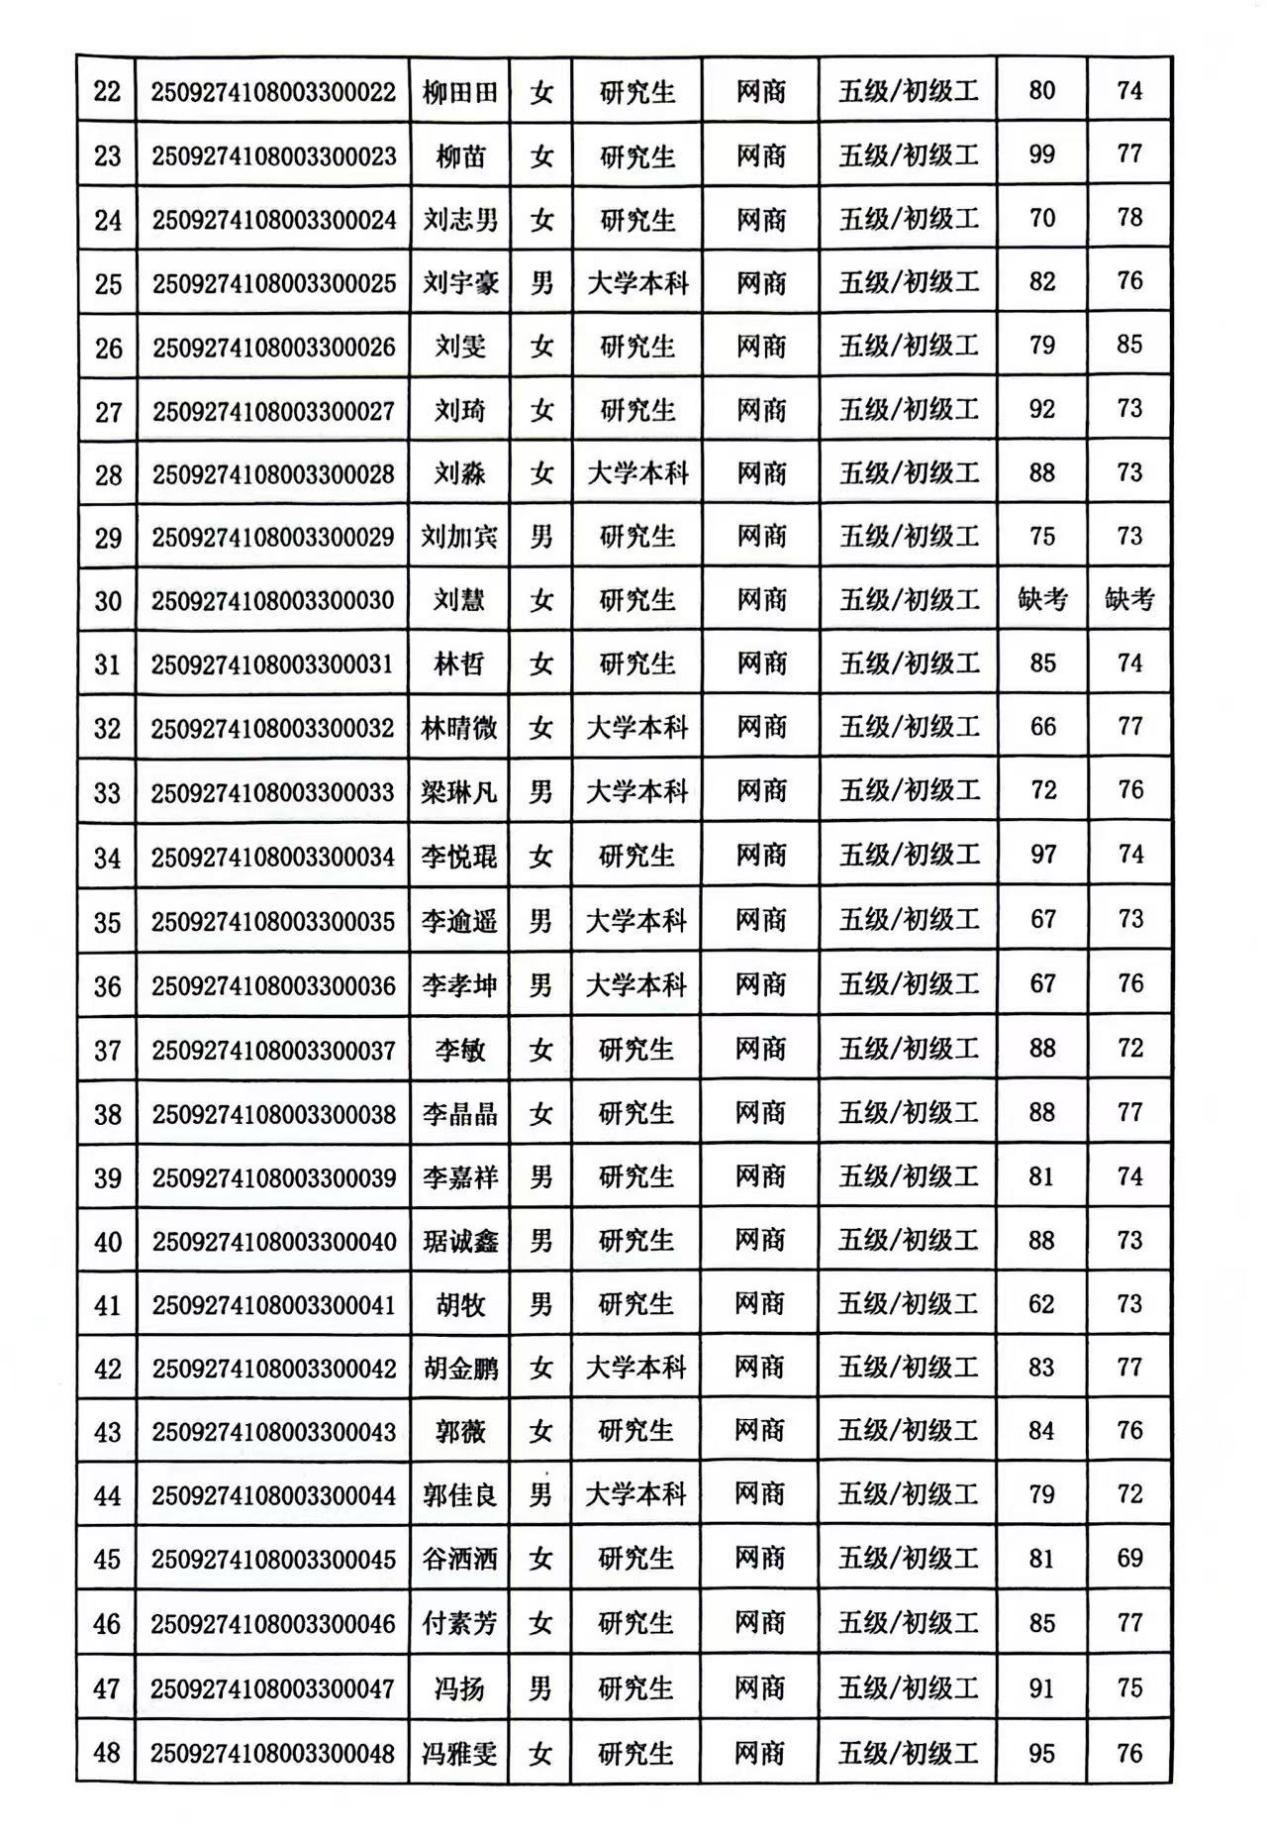 22 2509274108003300022 柳田田 女 研究生 网商 五级/初级工 80 74
23 2509274108003300023 柳苗 女 研究生 网商 五级/初级工 99 77
24 2509274108003300024 刘志男 女 研究生 网商 五级/初级工 70 78
25 2509274108003300025 刘宇豪 男 大学本科 网商 五级/初级工 82 76
26 2509274108003300026 刘雯 女 研究生 网商 五级/初级工 79 85
27 2509274108003300027 刘琦 女 研究生 网商 五级/初级工 92 73
28 2509274108003300028 刘淼 女 大学本科 网商 五级/初级工 88 73
29 2509274108003300029 刘加宾 男 研究生 网商 五级/初级工 75 73
30 2509274108003300030 刘慧 女 研究生 网商 五级/初级工 缺考 缺考
31 2509274108003300031 林哲 女 研究生 网商 五级/初级工 85 74
32 2509274108003300032 林晴微 女 大学本科 网商 五级/初级工 66 77
33 2509274108003300033 梁琳凡 男 大学本科 网商 五级/初级工 72 76
34 2509274108003300034 李悦琨 女 研究生 网商 五级/初级工 97 74
35 2509274108003300035 李逾遥 男 大学本科 网商 五级/初级工 67 73
36 2509274108003300036 李孝坤 男 大学本科 网商 五级/初级工 67 76
37 2509274108003300037 李敏 女 研究生 网商 五级/初级工 88 72
38 2509274108003300038 李晶晶 女 研究生 网商 五级/初级工 88 77
39 2509274108003300039 李嘉祥 男 研究生 网商 五级/初级工 81 74
40 2509274108003300040 琚诚鑫 男 研究生 网商 五级/初级工 88 73
41 2509274108003300041 胡牧 男 研究生 网商 五级/初级工 62 73
42 2509274108003300042 胡金鹏 女 大学本科 网商 五级/初级工 83 77
43 2509274108003300043 郭薇 女 研究生 网商 五级/初级工 84 76
44 2509274108003300044 郭佳良 男 大学本科 网商 五级/初级工 79 72
45 2509274108003300045 谷洒洒 女 研究生 网商 五级/初级工 81 69
46 2509274108003300046 付素芳 女 研究生 网商 五级/初级工 85 77
47 2509274108003300047 冯扬 男 研究生 网商 五级/初级工 91 75
48 2509274108003300048 冯雅雯 女 研究生 网商 五级/初级工 95 76